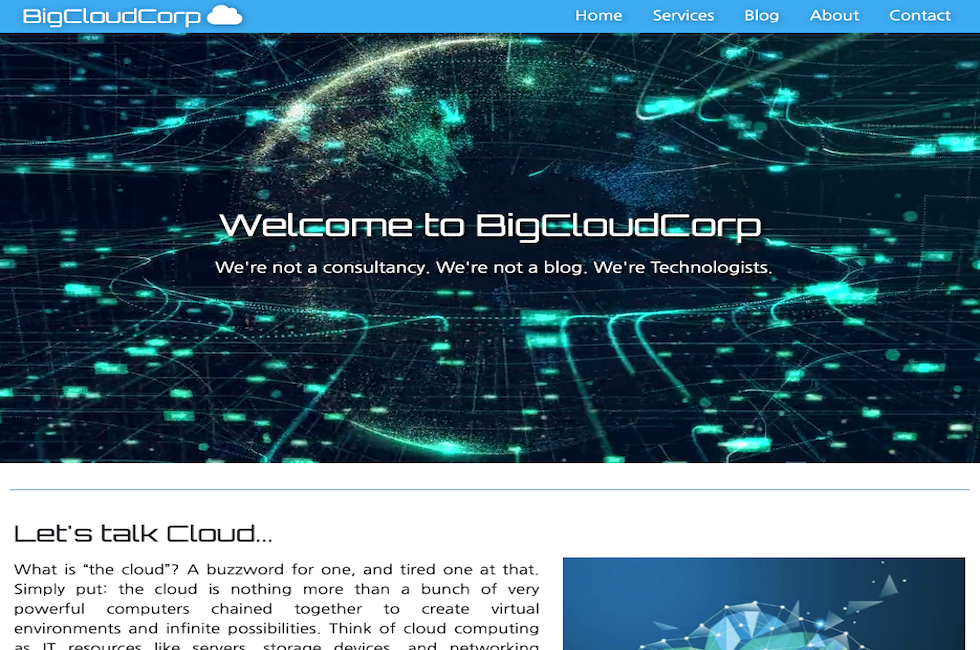 BigCloudCorp
Home Services Blog About Contact
Welcome to BigCloudCorp
We're not a consultancy. We're not a blog. We're Technologists.
Let's talk Cloud...
What is “the cloud”? A buzzword for one, and tired one at that.
Simply put: the cloud is nothing more than a bunch of very
powerful computers chained together to create virtual
environments and infinite possibilities. Think of cloud computing
as IT resources like servers, storage devices, and networking